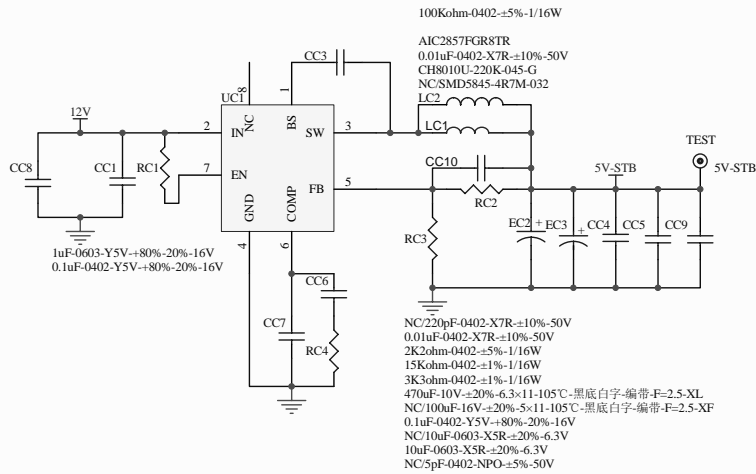 100Kohm-0402-±5%-1/16W
AIC2857FGR8TR
0.01uF-0402-X7R-±10%-50V
CH8010U-220K-045-G
NC/SMD5845-4R7M-032
CC3
8
UC1
1
LC2
12V
NC
BS
2
IN
SW
3
LC1
TEST
CC8
CC1
RC1
7
EN
CC10
5V-STB
5V-STB
FB
5
GND
COMP
RC2
RC3
EC2
+
EC3
+
CC4
CC5
CC9
4
6
1uF-0603-Y5V-+80%-20%-16V
0.1uF-0402-Y5V-+80%-20%-16V
CC6
CC7
RC4
NC/220pF-0402-X7R-±10%-50V
0.01uF-0402-X7R-±10%-50V
2K2ohm-0402-±5%-1/16W
15Kohm-0402-±1%-1/16W
3K3ohm-0402-±1%-1/16W
470uF-10V-±20%-6.3×11-105℃-黑底白字-编带-F=2.5-XL
NC/100uF-16V-±20%-5×11-105℃-黑底白字-编带-F=2.5-XF
0.1uF-0402-Y5V-+80%-20%-16V
NC/10uF-0603-X5R-±20%-6.3V
10uF-0603-X5R-±20%-6.3V
NC/5pF-0402-NPO-±5%-50V